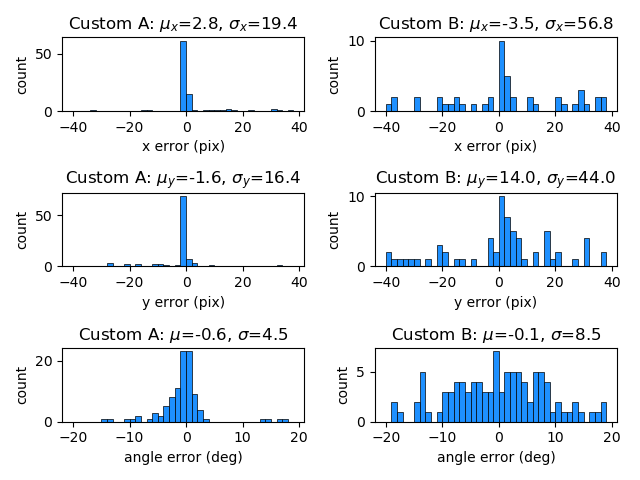 Custom A: μx=2.8, σx=19.4
count
50
0
−40 −20 0 20 40
x error (pix)
Custom B: μx=-3.5, σx=56.8
count
10
0
−40 −20 0 20 40
x error (pix)
Custom A: μy=-1.6, σy=16.4
count
50
0
−40 −20 0 20 40
y error (pix)
Custom B: μy=14.0, σy=44.0
count
10
0
−40 −20 0 20 40
y error (pix)
Custom A: μ=-0.6, σ=4.5
count
20
0
−20 −10 0 10 20
angle error (deg)
Custom B: μ=-0.1, σ=8.5
count
5
0
−20 −10 0 10 20
angle error (deg)